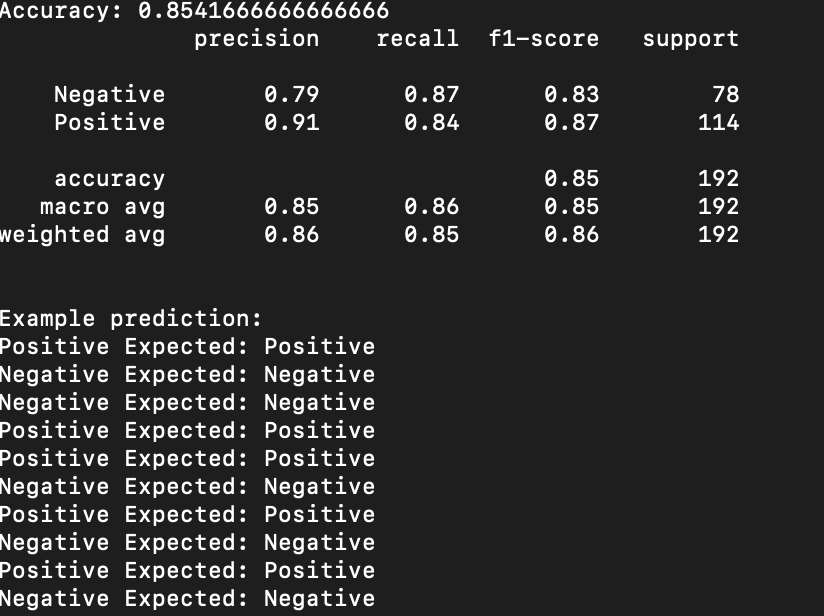 Accuracy: 0.8541666666666666
precision recall f1-score support
Negative 0.79 0.87 0.83 78
Positive 0.91 0.84 0.87 114
accuracy 0.85 192
macro avg 0.85 0.86 0.85 192
weighted avg 0.86 0.85 0.86 192
Example prediction:
Positive Expected: Positive
Negative Expected: Negative
Negative Expected: Negative
Positive Expected: Positive
Positive Expected: Positive
Negative Expected: Negative
Positive Expected: Positive
Negative Expected: Negative
Positive Expected: Positive
Negative Expected: Negative